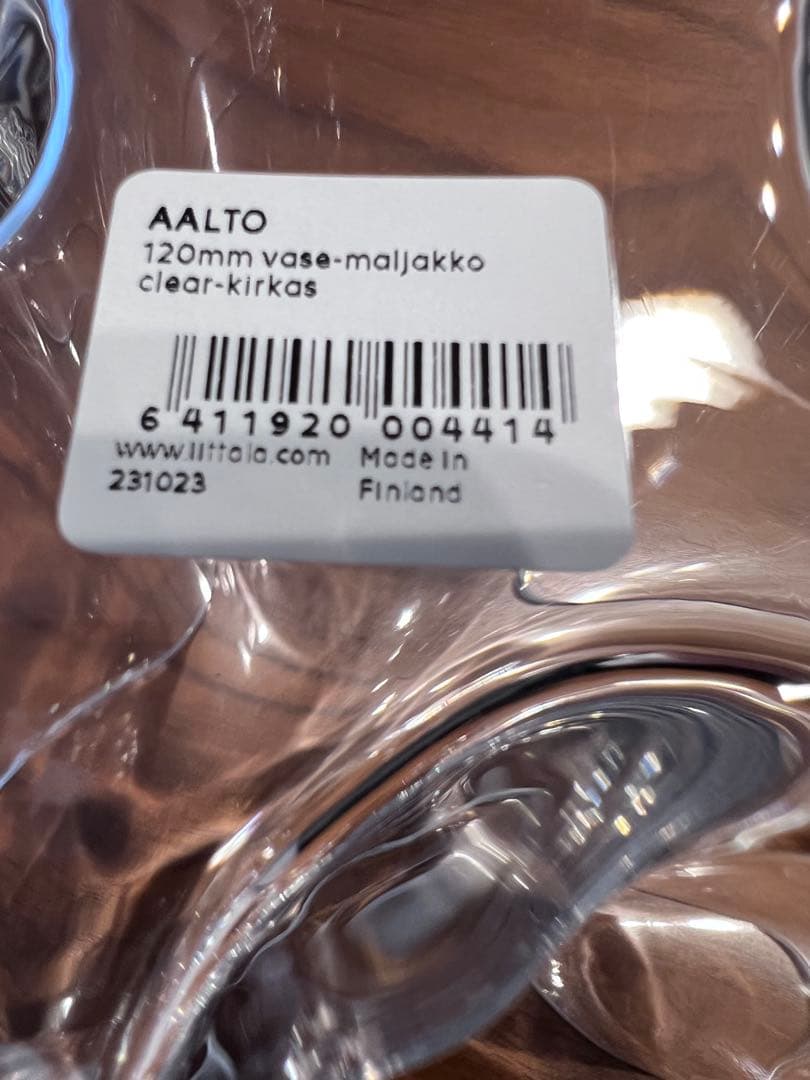 AALTO
120mm vase-maljakko
clear-kirkas
6 411920 004414
www.iittala.com Made in
231023 Finland